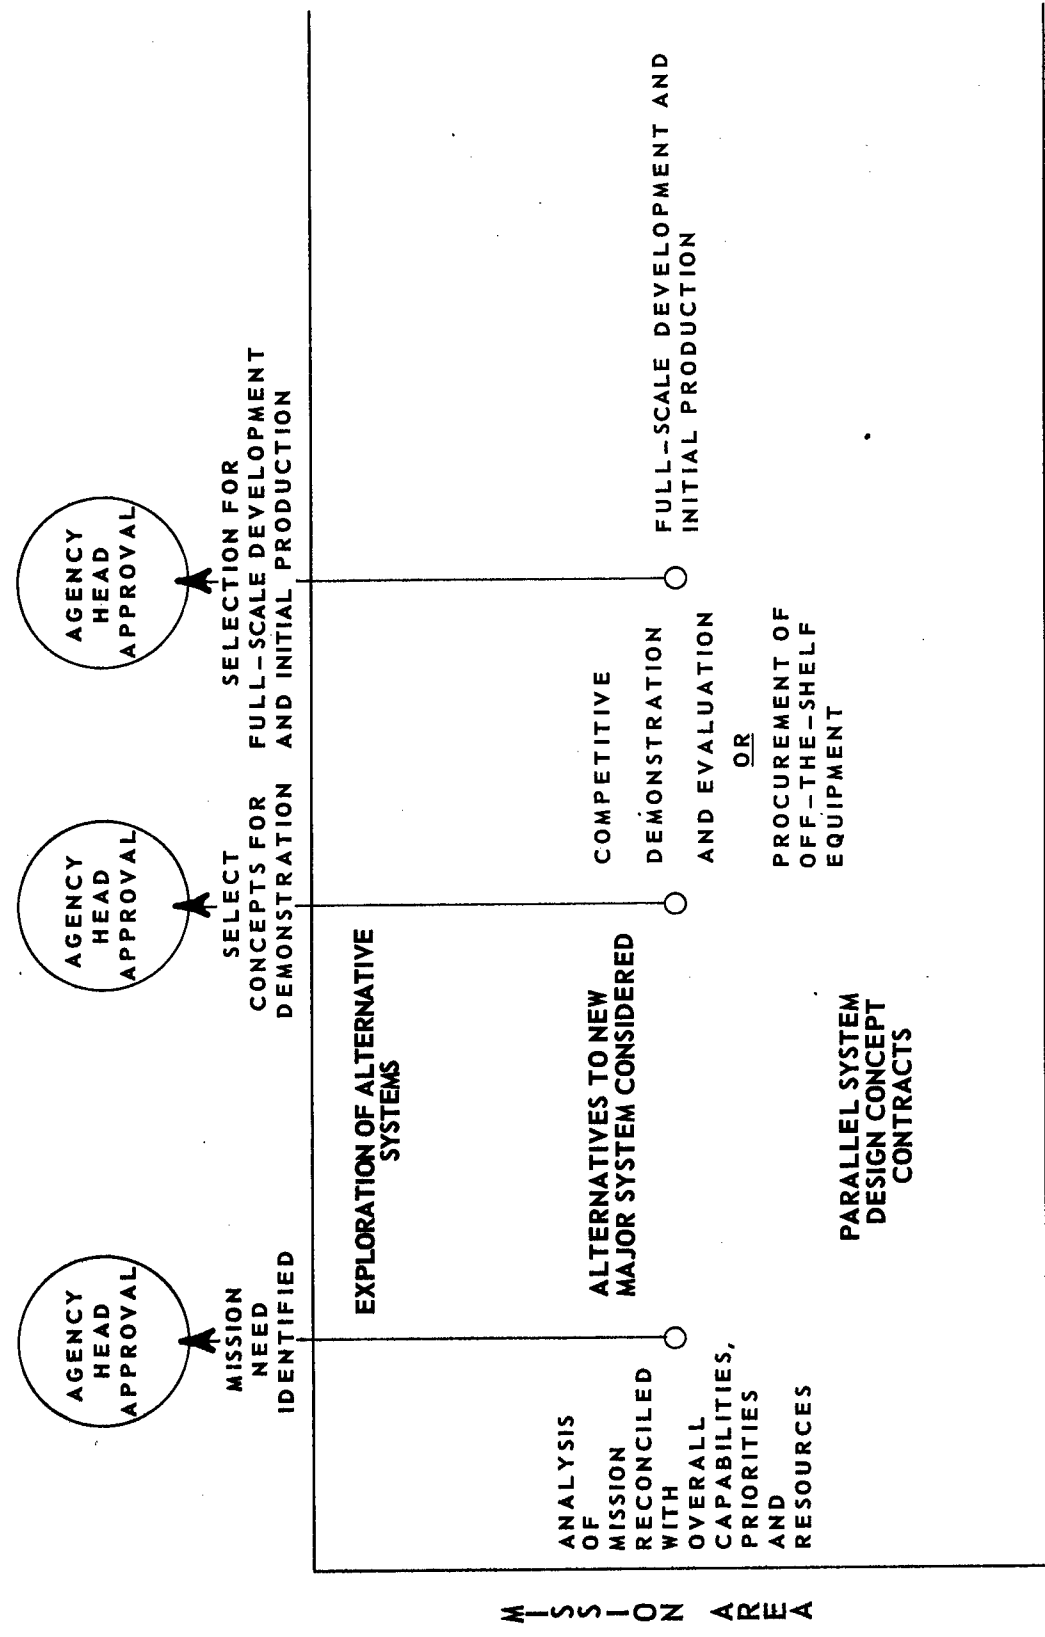 AGENCY
HEAD
APPROVAL
MISSION
NEED
IDENTIFIED
AGENCY
HEAD
APPROVAL
SELECT
CONCEPTS FOR
DEMONSTRATION
AGENCY
HEAD
APPROVAL
SELECTION FOR
FULL-SCALE DEVELOPMENT
AND INITIAL PRODUCTION
MISSION AREA
ANALYSIS
OF
MISSION
RECONCILED
WITH
OVERALL
CAPABILITIES,
PRIORITIES
AND
RESOURCES
EXPLORATION OF ALTERNATIVE
SYSTEMS
ALTERNATIVES TO NEW
MAJOR SYSTEM CONSIDERED
PARALLEL SYSTEM
DESIGN CONCEPT
CONTRACTS
COMPETITIVE
DEMONSTRATION
AND EVALUATION
OR
PROCUREMENT OF
OFF-THE-SHELF
EQUIPMENT
FULL-SCALE DEVELOPMENT AND
INITIAL PRODUCTION